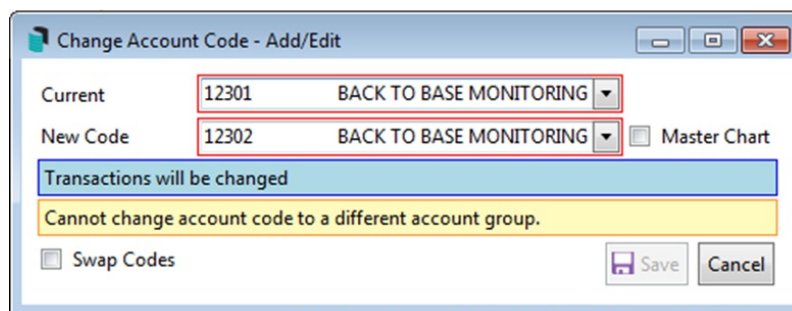 Change Account Code - Add/Edit
Current 12301 BACK TO BASE MONITORING
New Code 12302 BACK TO BASE MONITORING Master Chart
Transactions will be changed
Cannot change account code to a different account group.
Swap Codes Save Cancel